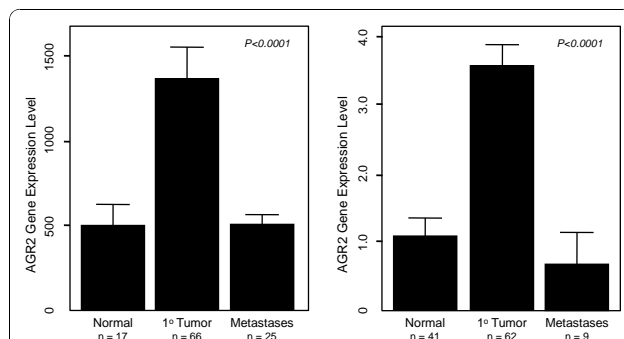 P<0.0001
AGR2 Gene Expression Level
1500
1000
500
0
Normal 1º Tumor Metastases
n = 17 n = 66 n = 25
P<0.0001
AGR2 Gene Expression Level
4.0
3.0
2.0
1.0
0
Normal 1º Tumor Metastases
n = 41 n = 62 n = 9